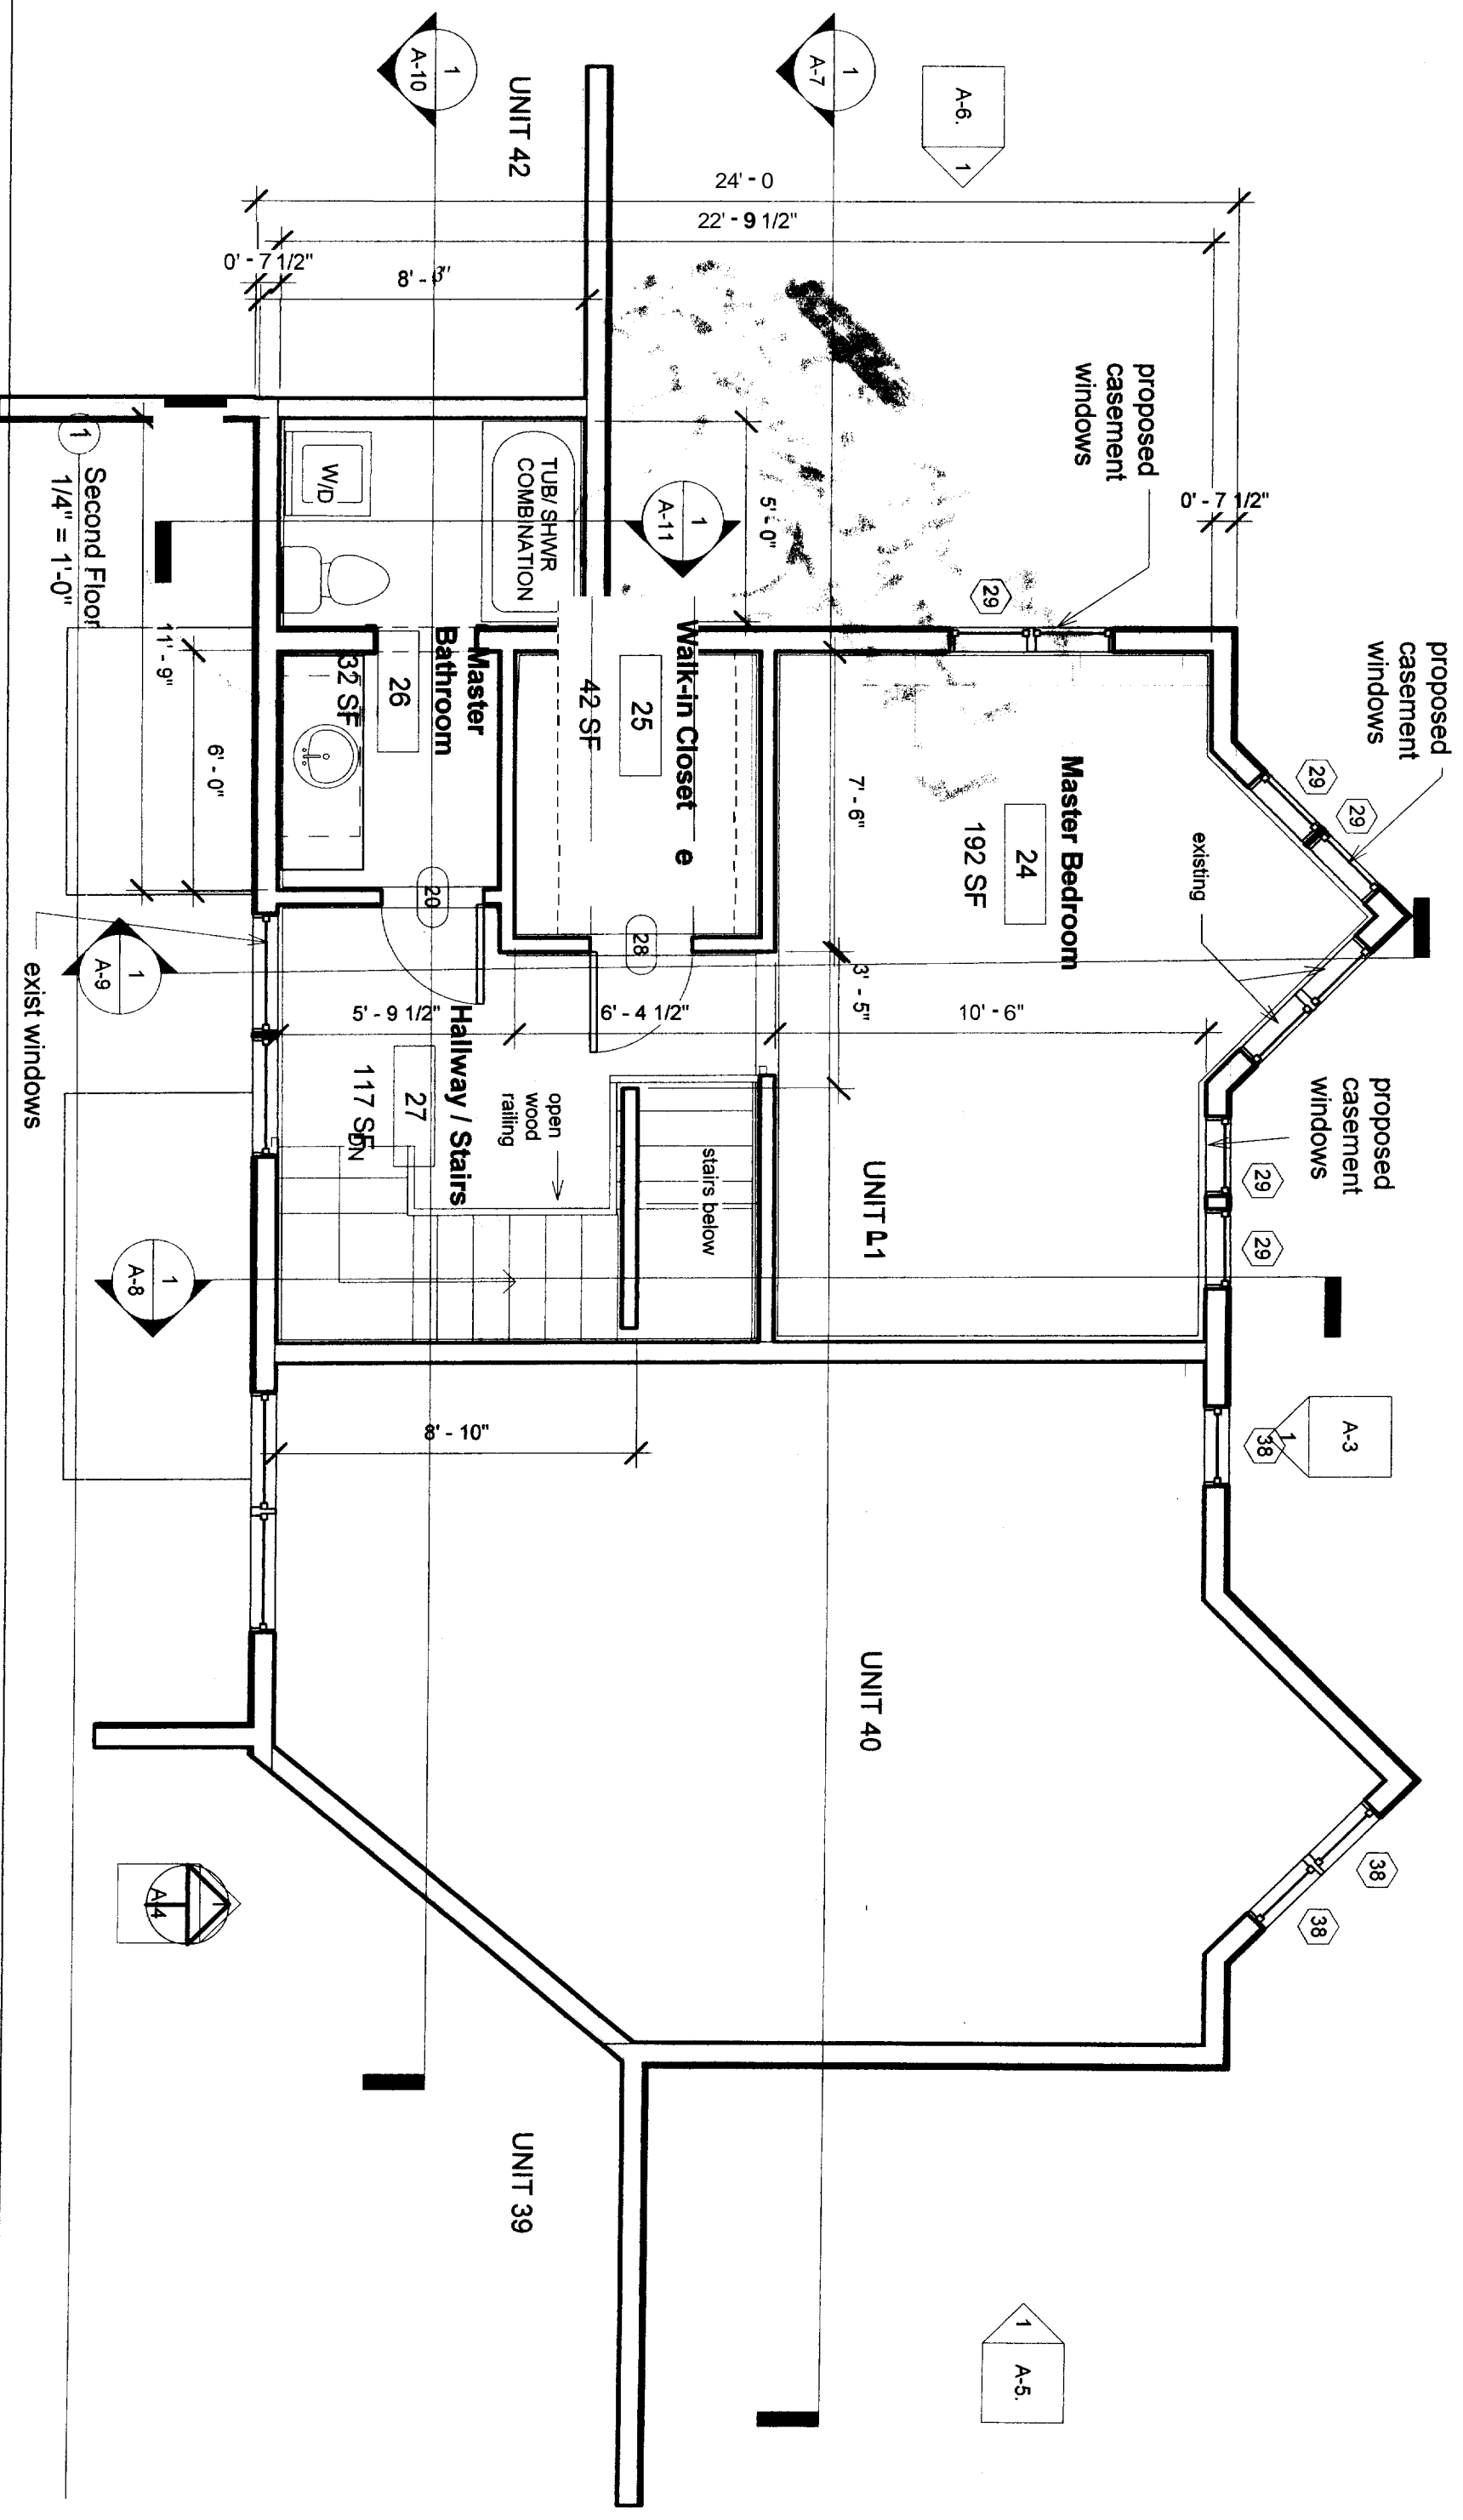 1
A-10
UNIT 42
1
A-7
A-6.
1
24' - 0
22' - 9 1/2"
0' - 7 1/2"
8' -
proposed
casement
windows
0' - 7 1/2"
proposed
casement
windows
1
Second Floor
1/4" = 1'-0"
11' - 9"
6' - 0"
W/D
TUB/ SHWR
COMBINATION
1
A-11
5' - 0"
29
29
29
existing
Master
Bathroom
26
32 SF
Walk-in Closet
25
42 SF
e
Master Bedroom
24
192 SF
7' - 6"
3' - 5"
20
28
1
A-9
exist windows
5' - 9 1/2"
6' - 4 1/2"
10' - 6"
Hallway / Stairs
27
117 SF
DN
open
wood
railing
stairs below
UNIT
proposed
casement
windows
29
29
1
A-8
8' - 10"
A-3
1
38
UNIT 40
38
38
1
A-4
UNIT 39
1
A-5.